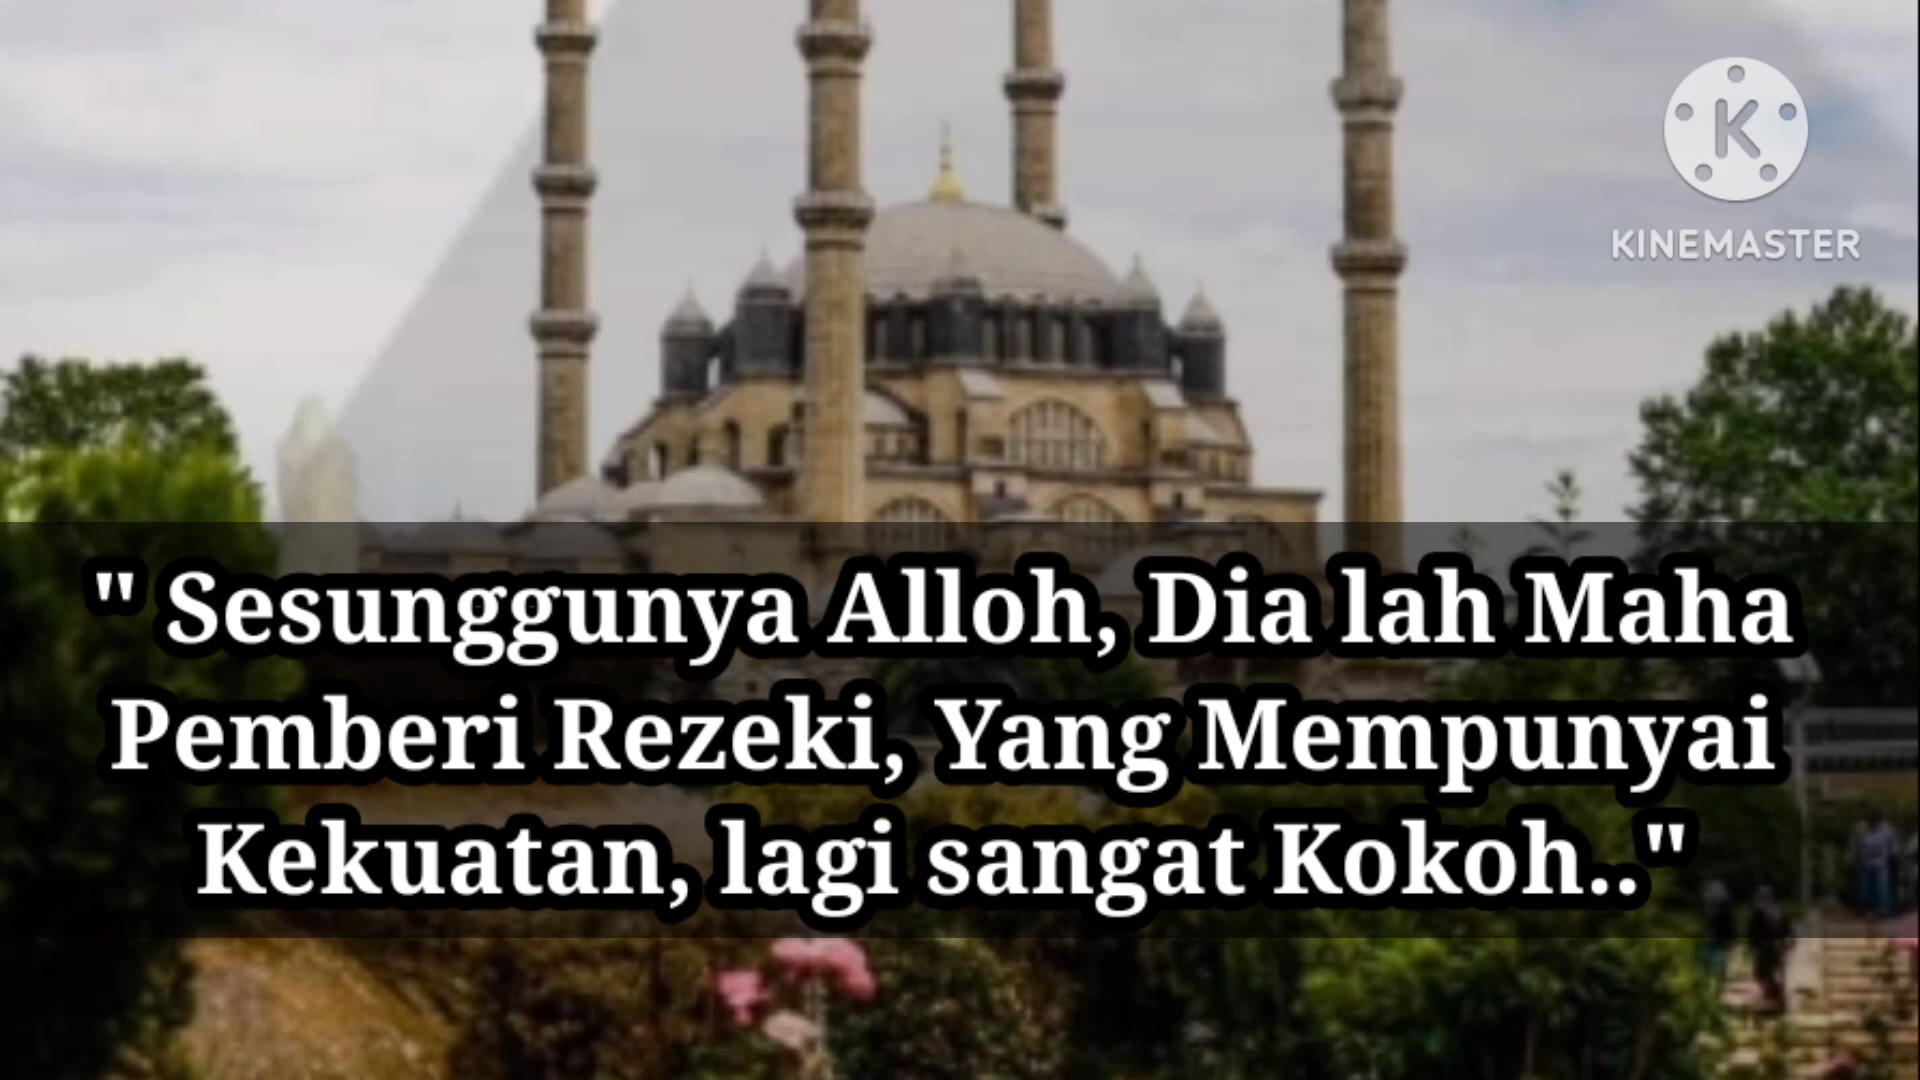 KINEMASTER
" Sesunggunya Alloh, Dia lah Maha
Pemberi Rezeki, Yang Mempunyai
Kekuatan, lagi sangat Kokoh.."